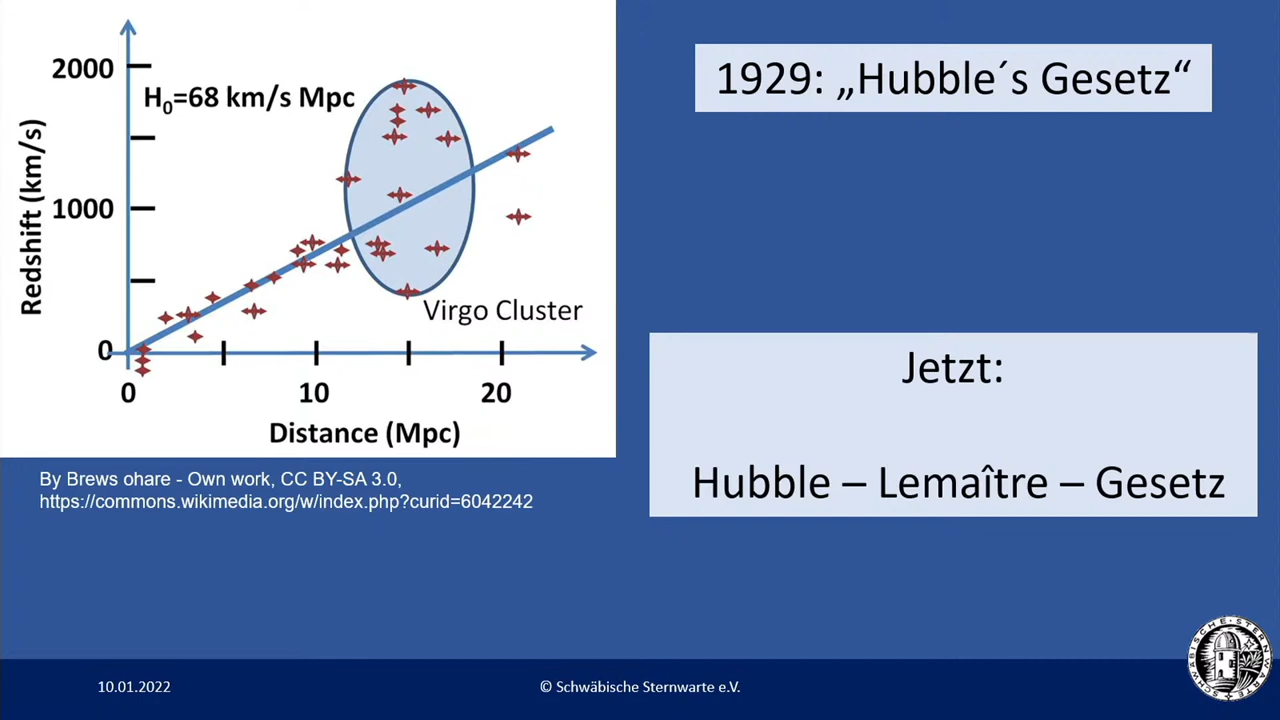 2000
H₀=68 km/s Mpc
1000
0
Redshift (km/s)
Virgo Cluster
0
10
20
Distance (Mpc)
By Brews ohare - Own work, CC BY-SA 3.0,
https://commons.wikimedia.org/w/index.php?curid=6042242
1929: „Hubble´s Gesetz“
Jetzt:
Hubble – Lemaître – Gesetz
10.01.2022
© Schwäbische Sternwarte e.V.
SCHWÄBISCHE STERNWARTE